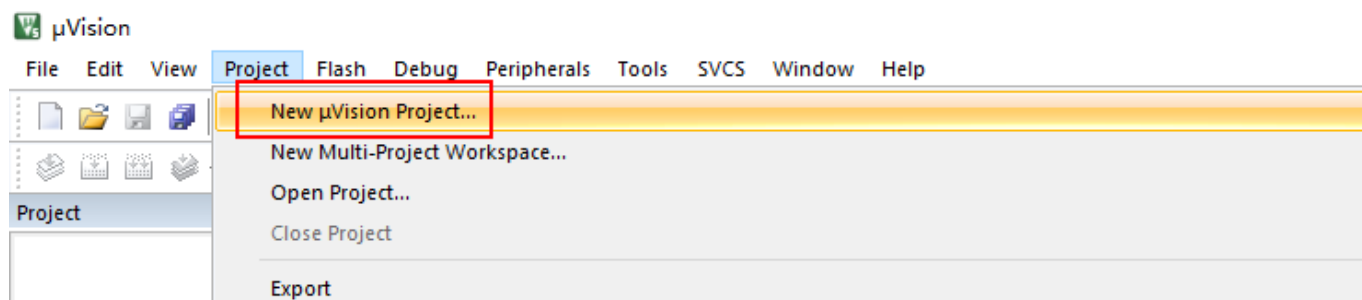 μVision
File Edit View Project Flash Debug Peripherals Tools SVCS Window Help
New μVision Project...
New Multi-Project Workspace...
Open Project...
Project
Close Project
Export